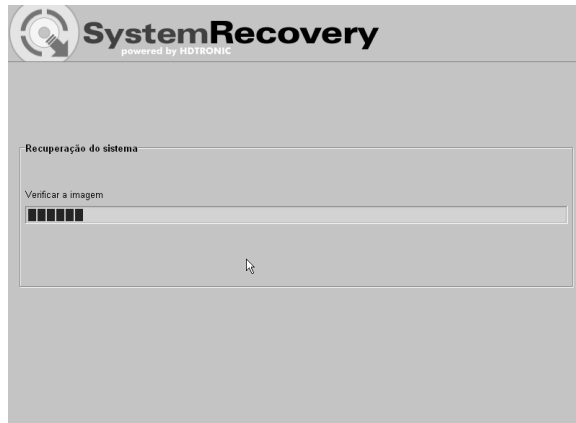 SystemRecovery
powered by HDTRONIC
Recuperação do sistema
Verificar a imagem